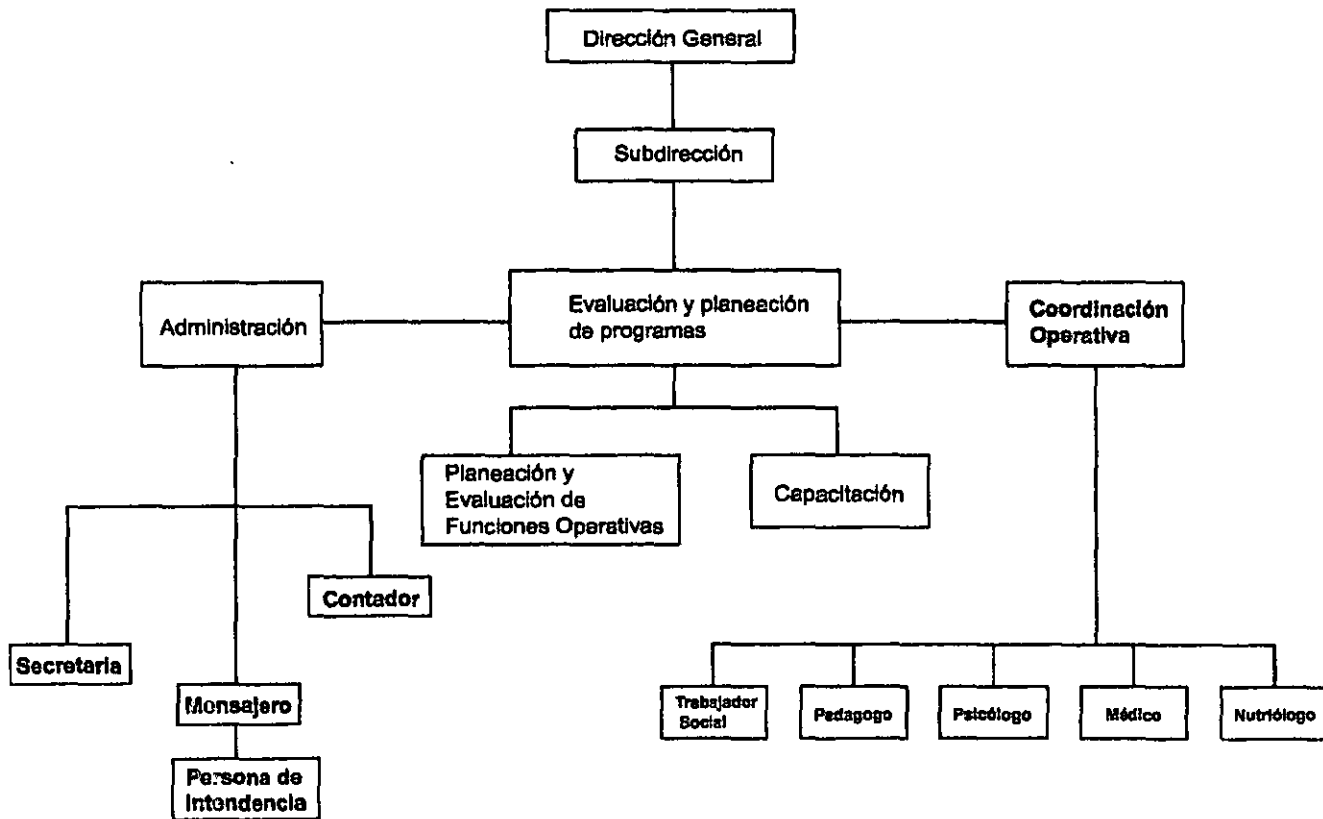 Dirección General
Subdirección
Administración
Evaluación y planeación
de programas
Coordinación
Operativa
Planeación y
Evaluación de
Funciones Operativas
Capacitación
Contador
Secretaria
Mensajero
Persona de
Intendencia
Trabajador
Social
Pedagogo
Psicólogo
Médico
Nutriólogo